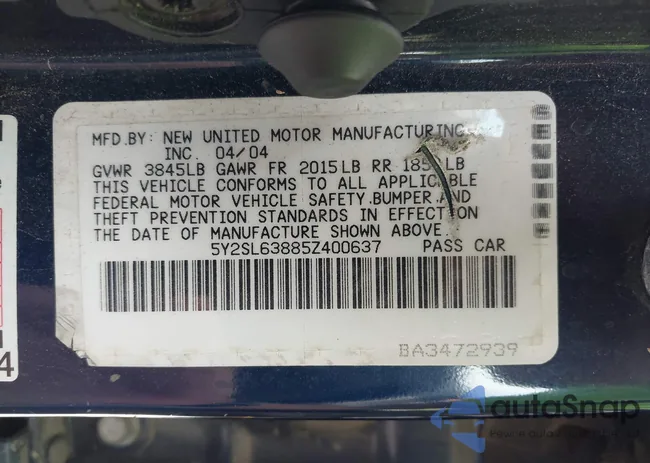 MFD.BY: NEW UNITED MOTOR MANUFACTURING
INC. 04/04
GVWR 3845LB GAWR FR 2015LB RR LB
THIS VEHICLE CONFORMS TO ALL APPLICABLE
FEDERAL MOTOR VEHICLE SAFETY, BUMPER, AND
THEFT PREVENTION STANDARDS IN EFFECT ON
THE DATE OF MANUFACTURE SHOWN ABOVE.
5Y2SL63885Z400637 PASS CAR
BA3472939
4
autoSnap